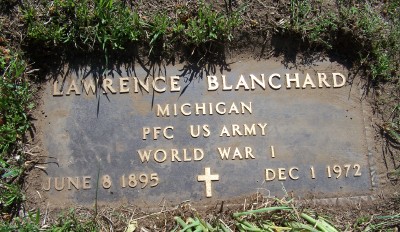 LAWRENCE BLANCHARD
MICHIGAN
PFC US ARMY
WORLD WAR I
JUNE 8 1895 DEC 1 1972